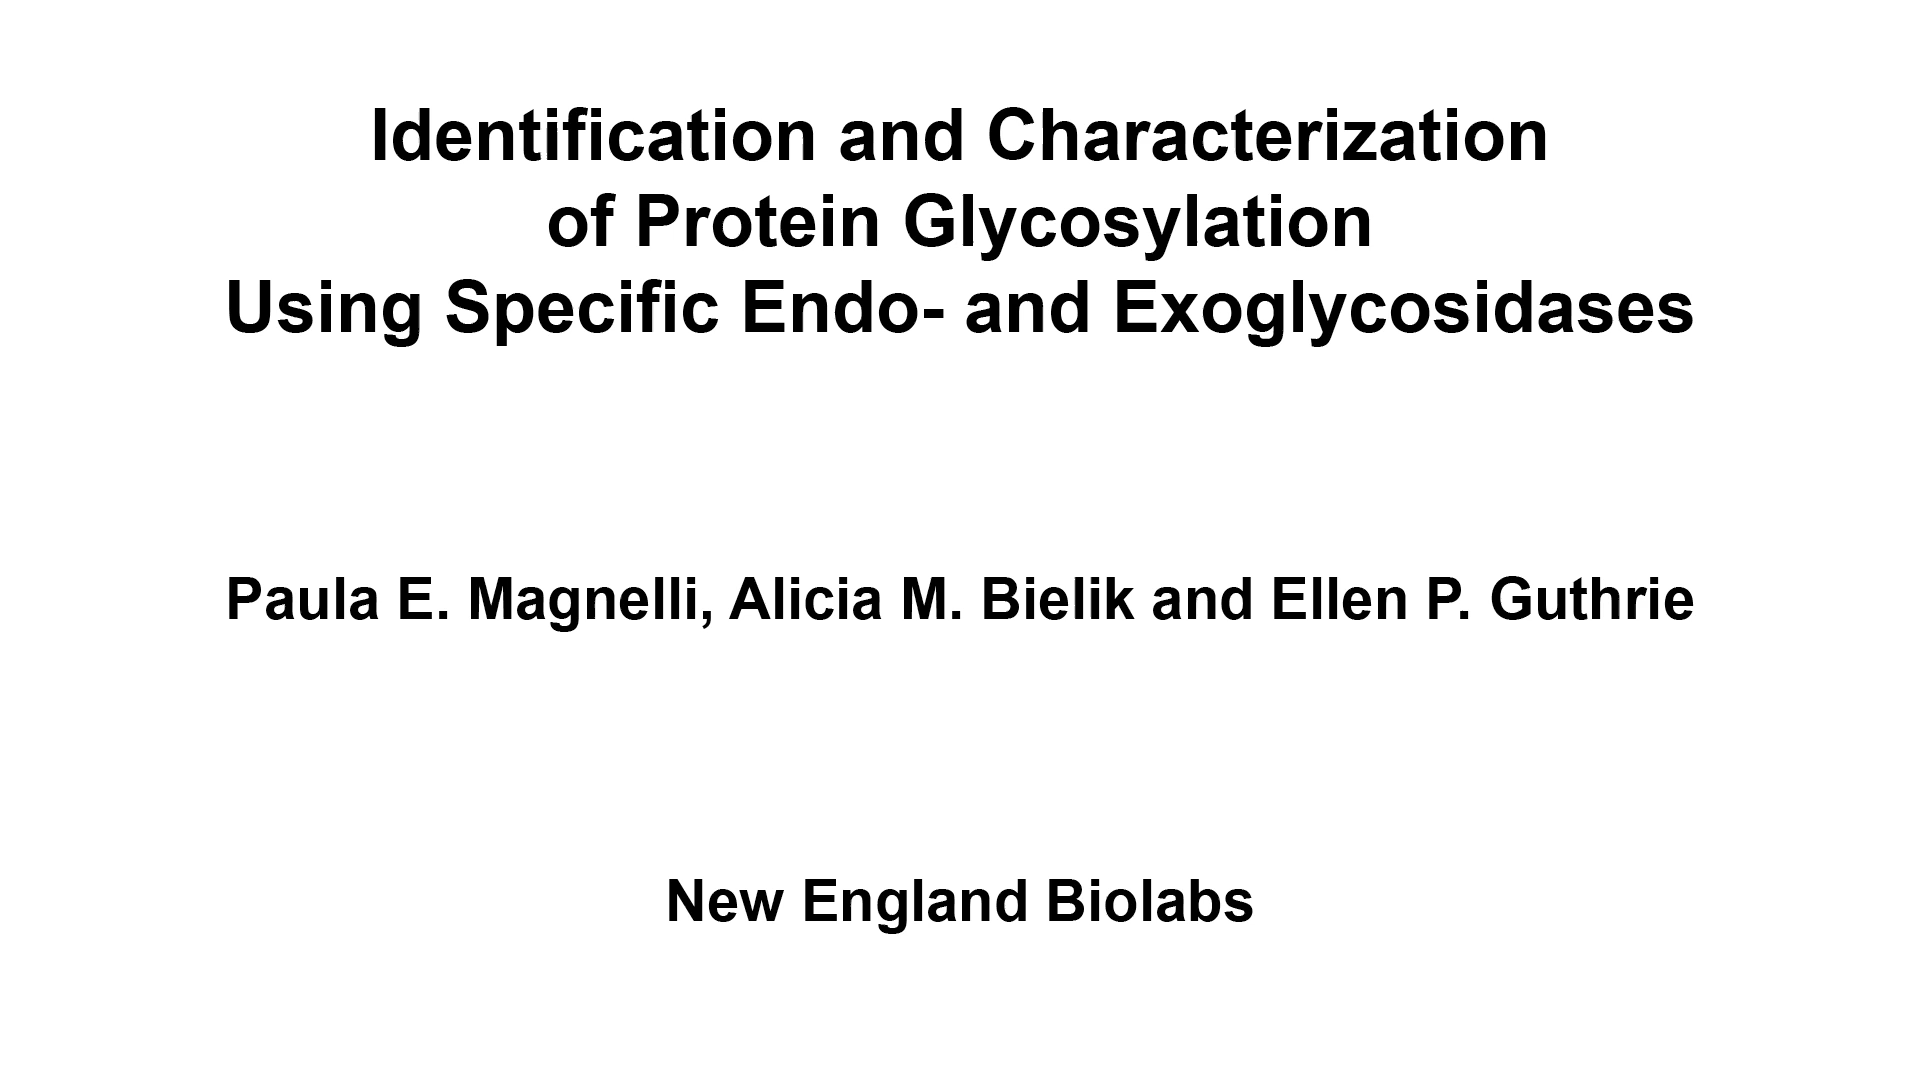 Identification and Characterization
of Protein Glycosylation
Using Specific Endo- and Exoglycosidases
Paula E. Magnelli, Alicia M. Bielik and Ellen P. Guthrie
New England Biolabs